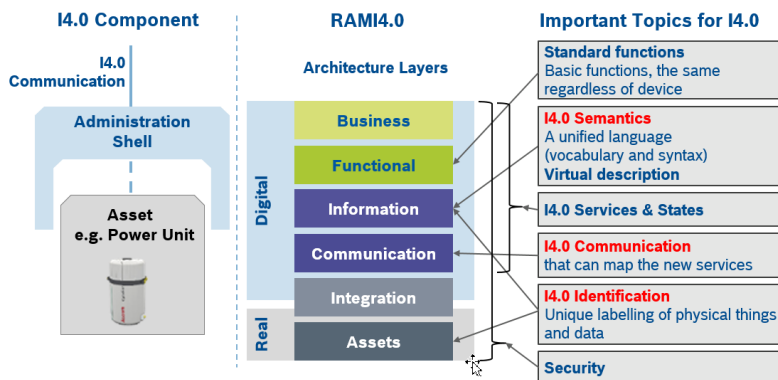 I4.0 Component
I4.0
Communication
Administration
Shell
Asset
e.g. Power Unit
RAMI4.0
Architecture Layers
Digital
Business
Functional
Information
Communication
Integration
Real
Assets
Important Topics for I4.0
Standard functions
Basic functions, the same
regardless of device
I4.0 Semantics
A unified language
(vocabulary and syntax)
Virtual description
I4.0 Services & States
I4.0 Communication
that can map the new services
I4.0 Identification
Unique labelling of physical things
and data
Security